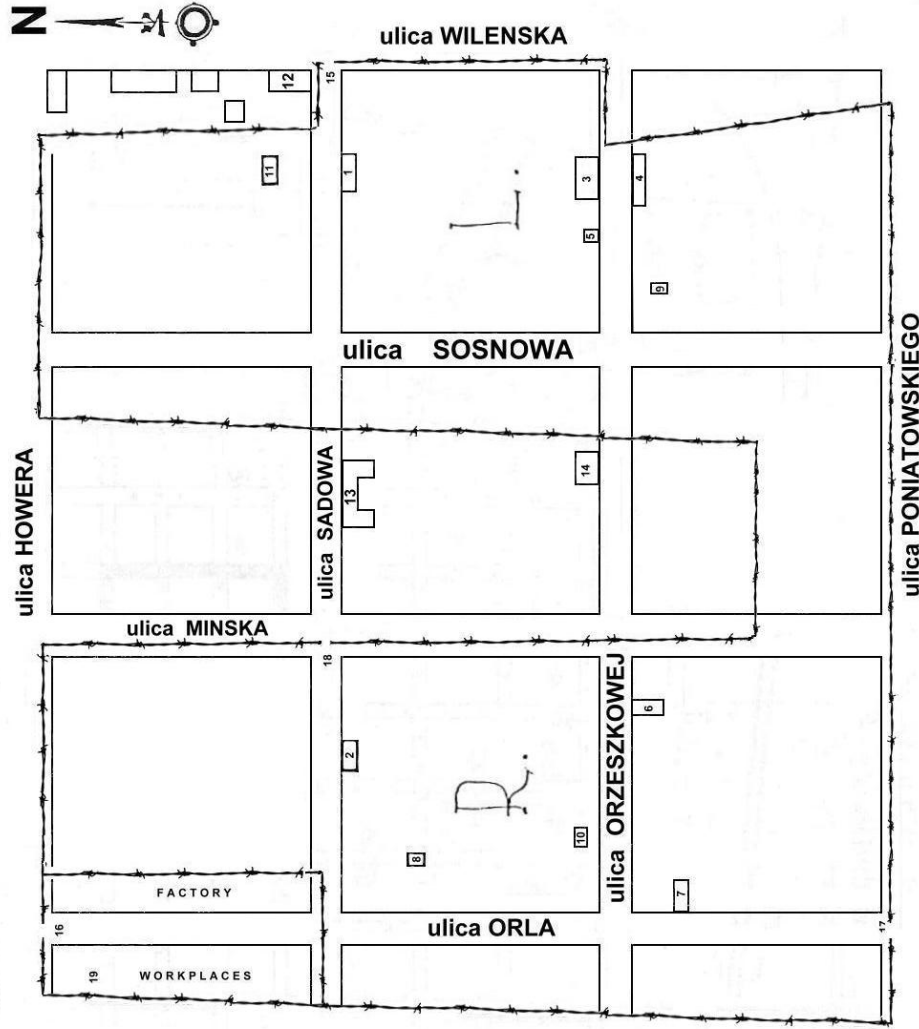 N
ulica WILENSKA
12
15
11
1
3
4
L.
5
9
ulica SOSNOWA
ulica HOWERA
ulica SADOWA
13
14
ulica PONIATOWSKIEGO
ulica MINSKA
18
ulica ORZESZKOWEJ
6
2
R.
8
10
7
FACTORY
ulica ORLA
16
17
19
WORKPLACES